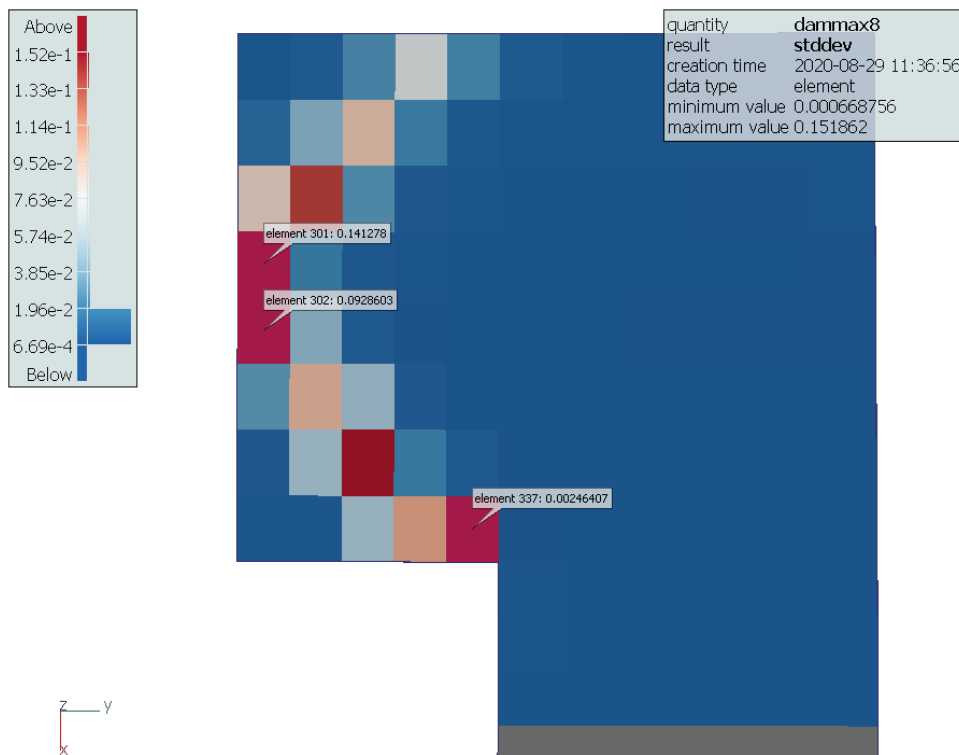 Above
1.52e-1
1.33e-1
1.14e-1
9.52e-2
7.63e-2
5.74e-2
3.85e-2
1.96e-2
6.69e-4
Below
quantity dammax8
result stddev
creation time 2020-08-29 11:36:56
data type element
minimum value 0.000668756
maximum value 0.151862
element 301: 0.141278
element 302: 0.0928603
element 337: 0.00246407
z y
x